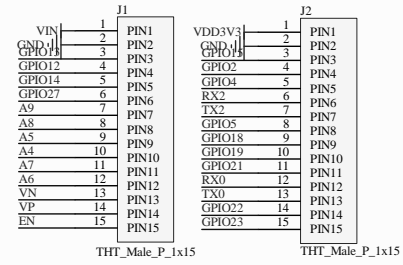 J1
VIN 1 PIN1
GND 2 PIN2
GPIO13 3 PIN3
GPIO12 4 PIN4
GPIO14 5 PIN5
GPIO27 6 PIN6
A9 7 PIN7
A8 8 PIN8
A5 9 PIN9
A4 10 PIN10
A7 11 PIN11
A6 12 PIN12
VN 13 PIN13
VP 14 PIN14
EN 15 PIN15
THT_Male_P_1x15
J2
VDD3V3 1 PIN1
GND 2 PIN2
GPIO15 3 PIN3
GPIO2 4 PIN4
GPIO4 5 PIN5
RX2 6 PIN6
TX2 7 PIN7
GPIO5 8 PIN8
GPIO18 9 PIN9
GPIO19 10 PIN10
GPIO21 11 PIN11
RX0 12 PIN12
TX0 13 PIN13
GPIO22 14 PIN14
GPIO23 15 PIN15
THT_Male_P_1x15